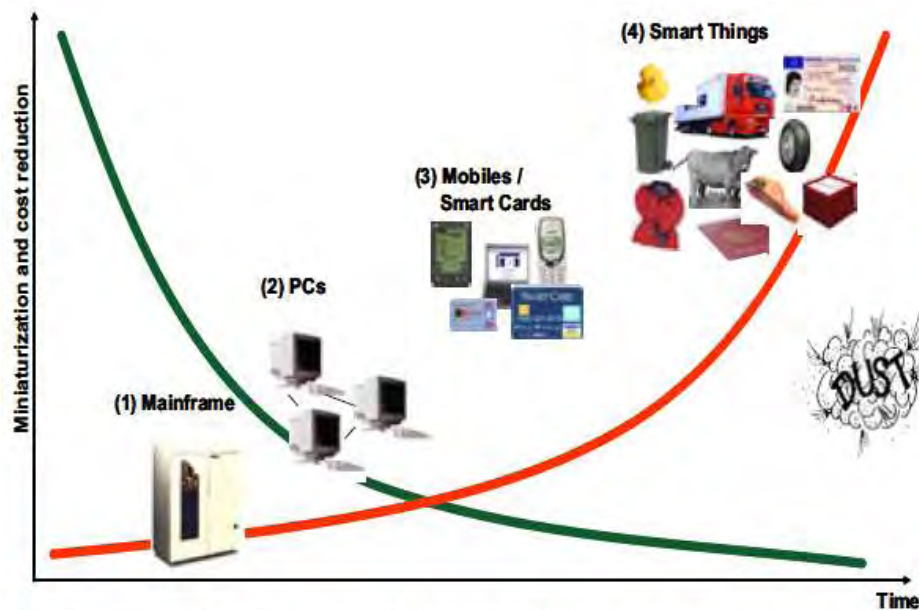 (4) Smart Things
(3) Mobiles /
Smart Cards
(2) PCs
(1) Mainframe
DUST
Miniaturization and cost reduction
Time